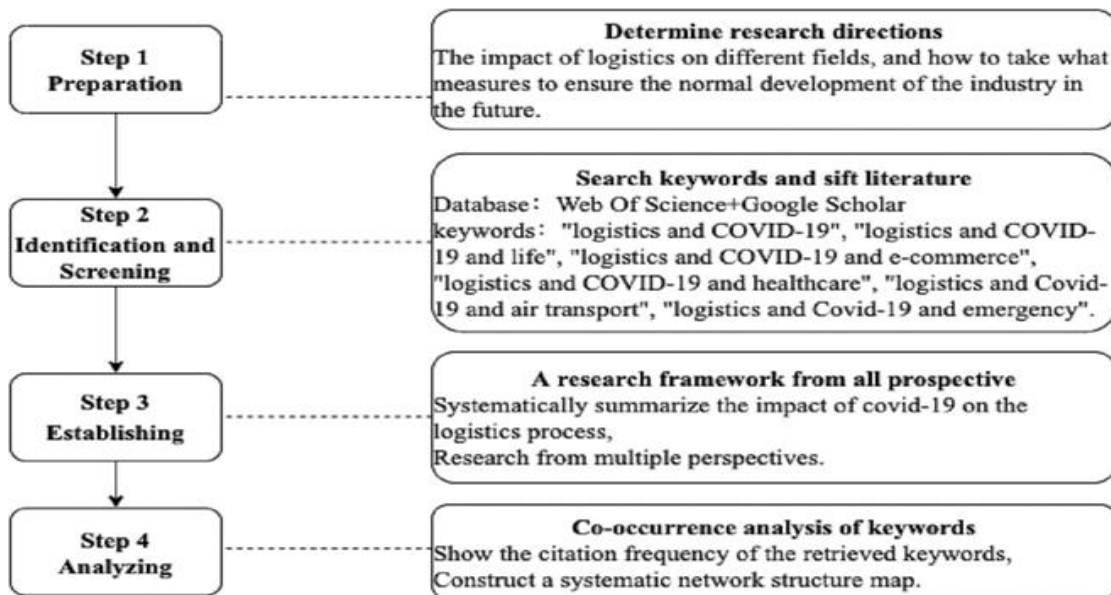 Step 1
Preparation
Determine research directions
The impact of logistics on different fields, and how to take what
measures to ensure the normal development of the industry in
the future.
Step 2
Identification and
Screening
Search keywords and sift literature
Database: Web Of Science+Google Scholar
keywords: "logistics and COVID-19", "logistics and COVID-
19 and life", "logistics and COVID-19 and e-commerce",
"logistics and COVID-19 and healthcare", "logistics and Covid-
19 and air transport", "logistics and Covid-19 and emergency".
Step 3
Establishing
A research framework from all prospective
Systematically summarize the impact of covid-19 on the
logistics process,
Research from multiple perspectives.
Step 4
Analyzing
Co-occurrence analysis of keywords
Show the citation frequency of the retrieved keywords,
Construct a systematic network structure map.